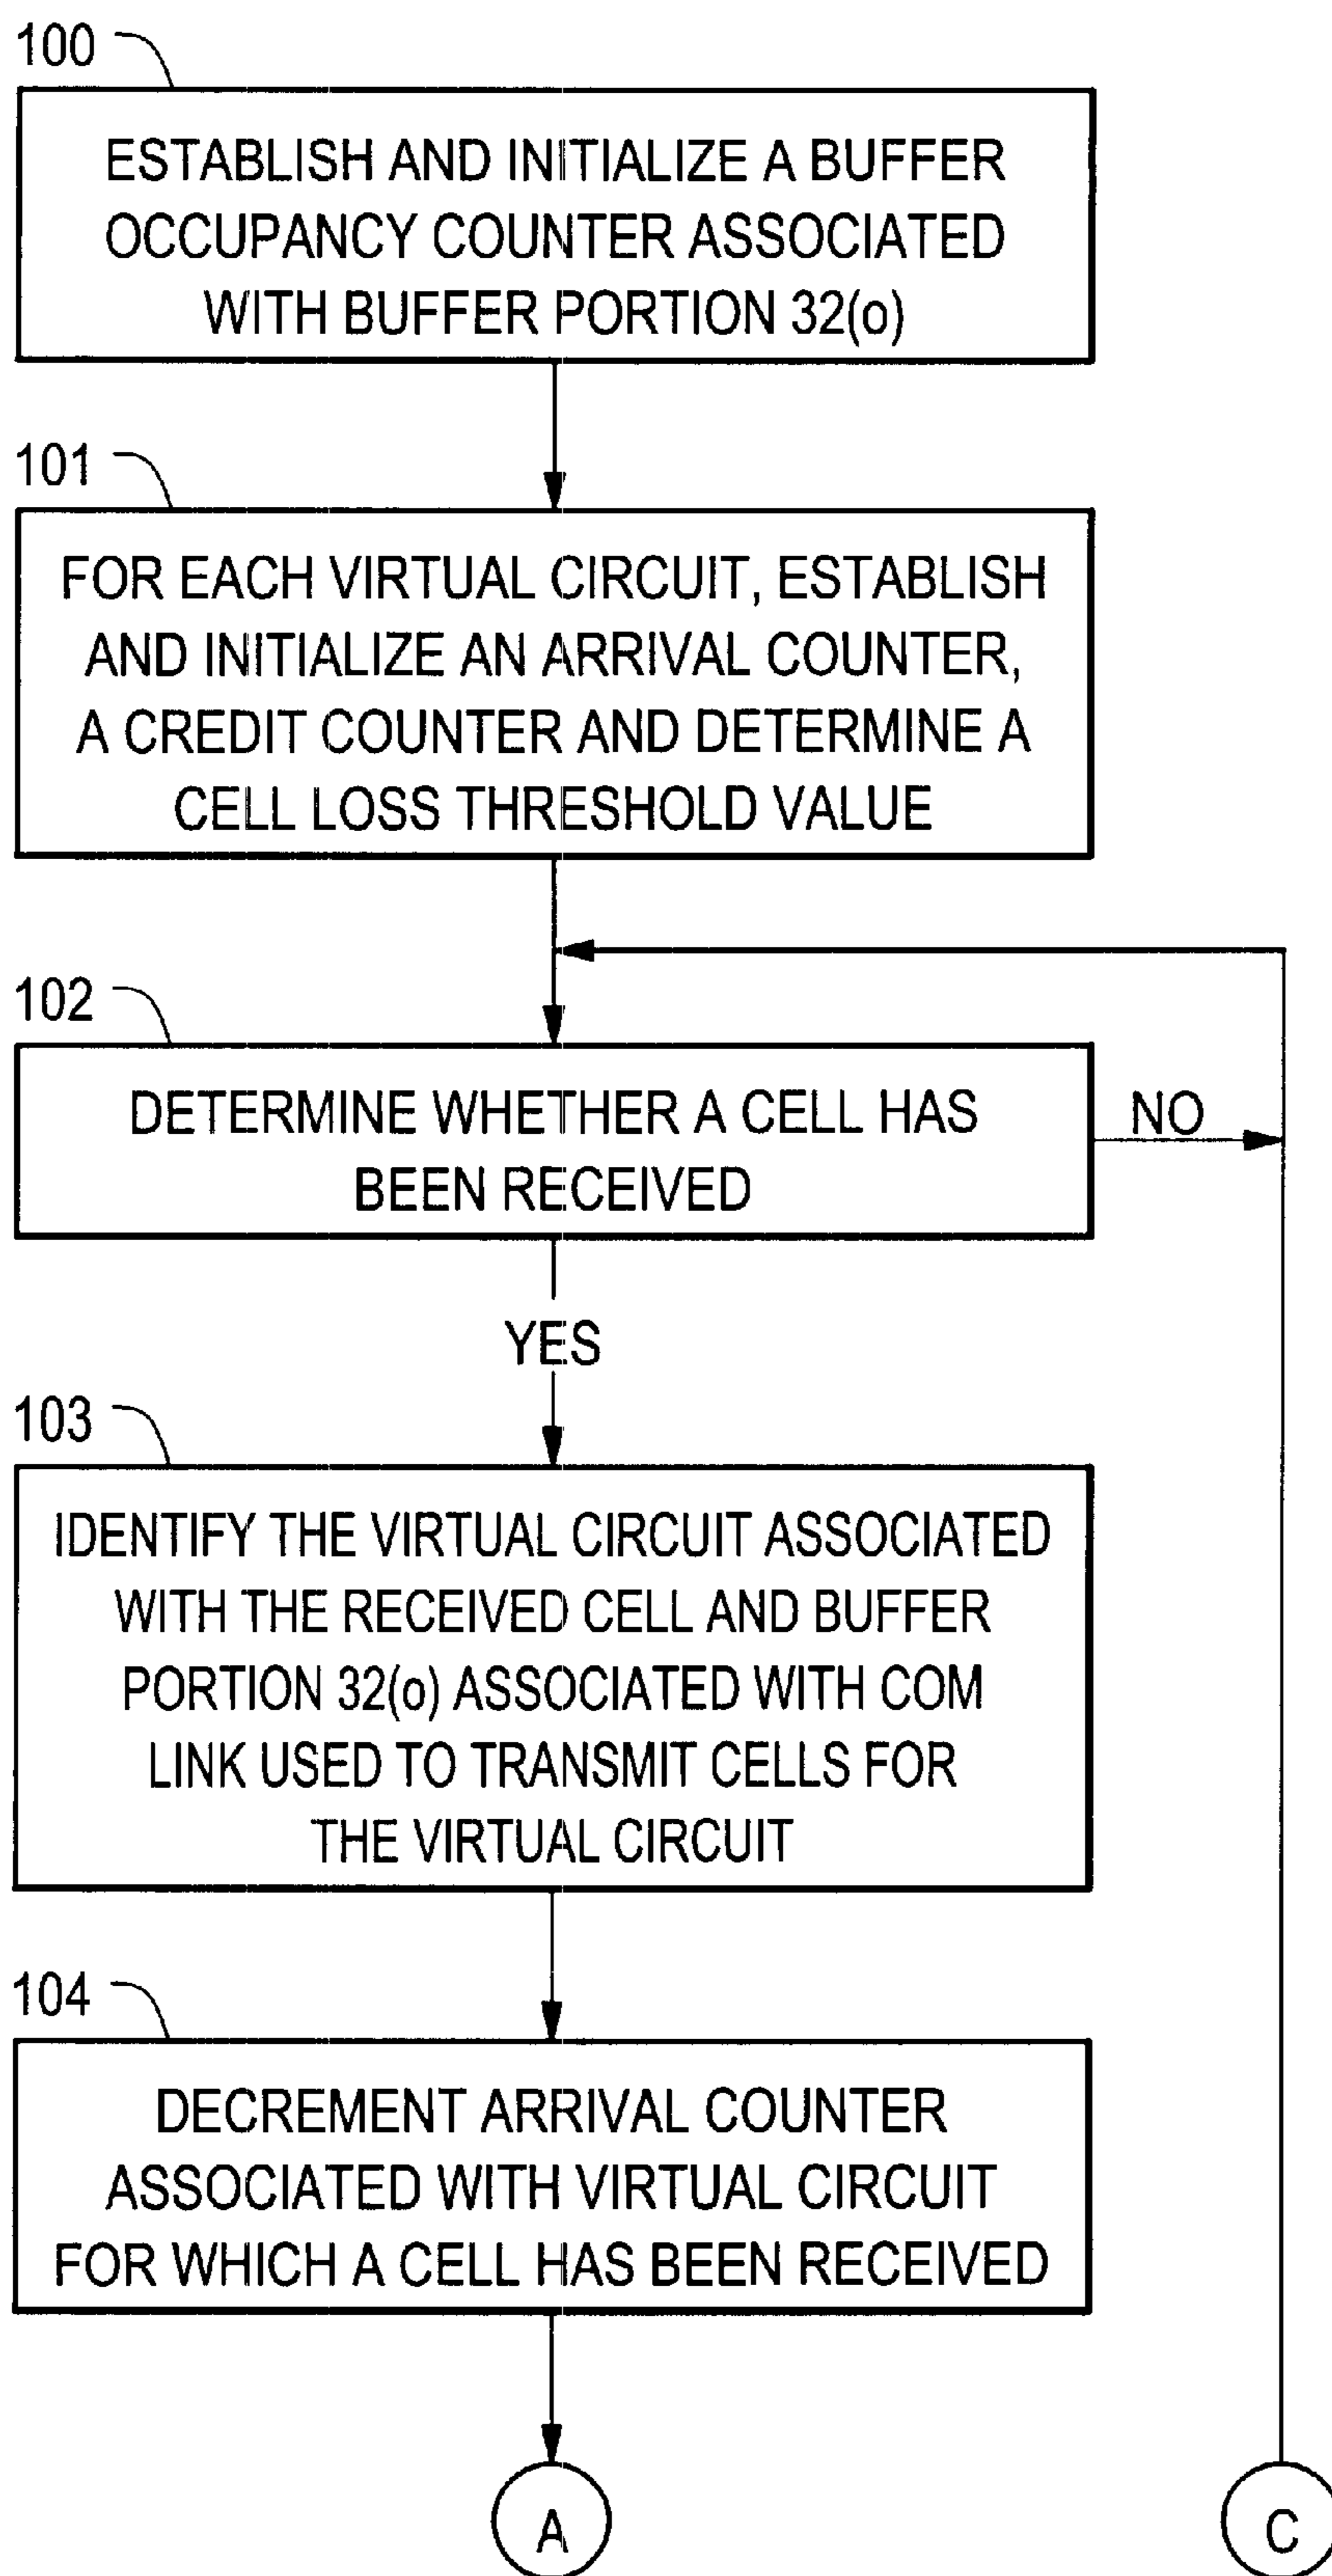 100
ESTABLISH AND INITIALIZE A BUFFER
OCCUPANCY COUNTER ASSOCIATED
WITH BUFFER PORTION 32(o)
101
FOR EACH VIRTUAL CIRCUIT, ESTABLISH
AND INITIALIZE AN ARRIVAL COUNTER,
A CREDIT COUNTER AND DETERMINE A
CELL LOSS THRESHOLD VALUE
102
DETERMINE WHETHER A CELL HAS
BEEN RECEIVED
NO
YES
103
IDENTIFY THE VIRTUAL CIRCUIT ASSOCIATED
WITH THE RECEIVED CELL AND BUFFER
PORTION 32(o) ASSOCIATED WITH COM
LINK USED TO TRANSMIT CELLS FOR
THE VIRTUAL CIRCUIT
104
DECREMENT ARRIVAL COUNTER
ASSOCIATED WITH VIRTUAL CIRCUIT
FOR WHICH A CELL HAS BEEN RECEIVED
A
C